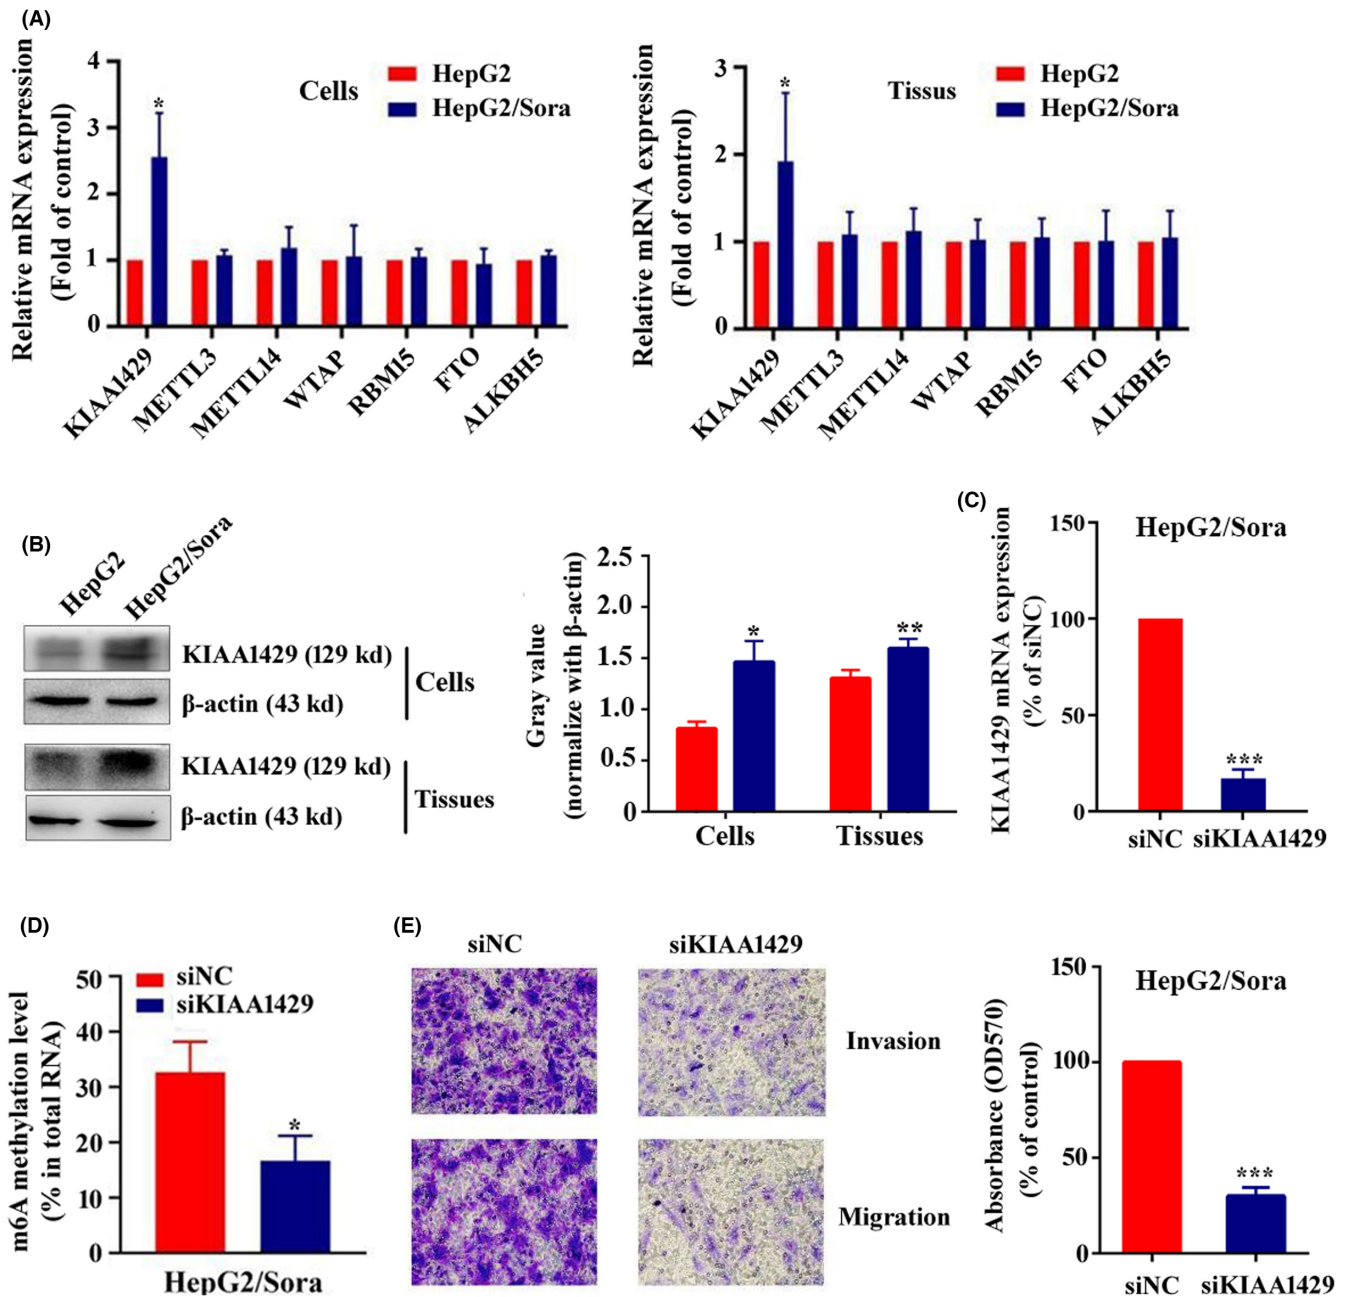 (A)
Relative mRNA expression
(Fold of control)
4
3
2
1
0
Cells
HepG2
HepG2/Sora
*
KIAA1429
METTL3
METTL14
WTAP
RBM15
FTO
ALKBH5
Relative mRNA expression
(Fold of control)
3
2
1
0
Tissus
HepG2
HepG2/Sora
*
KIAA1429
METTL3
METTL14
WTAP
RBM15
FTO
ALKBH5
(B)
HepG2
HepG2/Sora
KIAA1429 (129 kd)
β-actin (43 kd)
Cells
KIAA1429 (129 kd)
β-actin (43 kd)
Tissues
Gray value
(normalize with β-actin)
2.5
2.0
1.5
1.0
0.5
0
*
**
Cells
Tissues
(C)
KIAA1429 mRNA expression
(% of siNC)
150
100
50
0
HepG2/Sora
***
siNC siKIAA1429
(D)
m6A methylation level
(% in total RNA)
50
40
30
20
10
0
siNC
siKIAA1429
*
HepG2/Sora
(E)
siNC
siKIAA1429
Invasion
Migration
Absorbance (OD570)
(% of control)
150
100
50
0
HepG2/Sora
***
siNC siKIAA1429